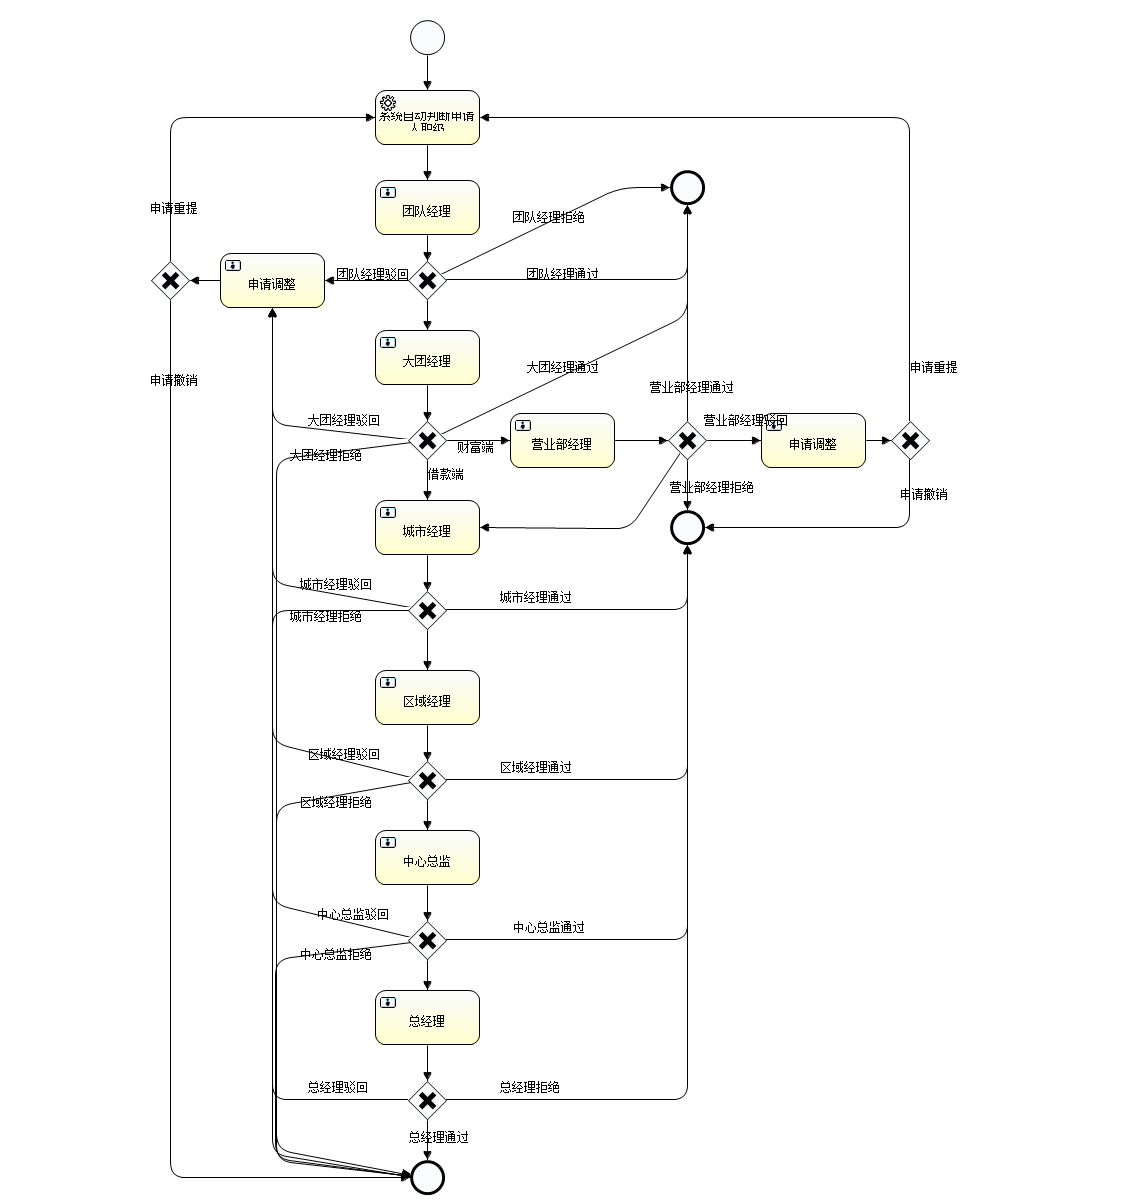 系统自动判断申请
人职级
申请重提
团队经理
团队经理拒绝
团队经理驳回
团队经理通过
申请调整
大团经理
大团经理通过
申请重提
申请撤销
营业部经理通过
大团经理驳回
营业部经理驳回
财富端
营业部经理
申请调整
大团经理拒绝
借款端
营业部经理拒绝
申请撤销
城市经理
城市经理驳回
城市经理通过
城市经理拒绝
区域经理
区域经理驳回
区域经理通过
区域经理拒绝
中心总监
中心总监驳回
中心总监通过
中心总监拒绝
总经理
总经理驳回
总经理拒绝
总经理通过